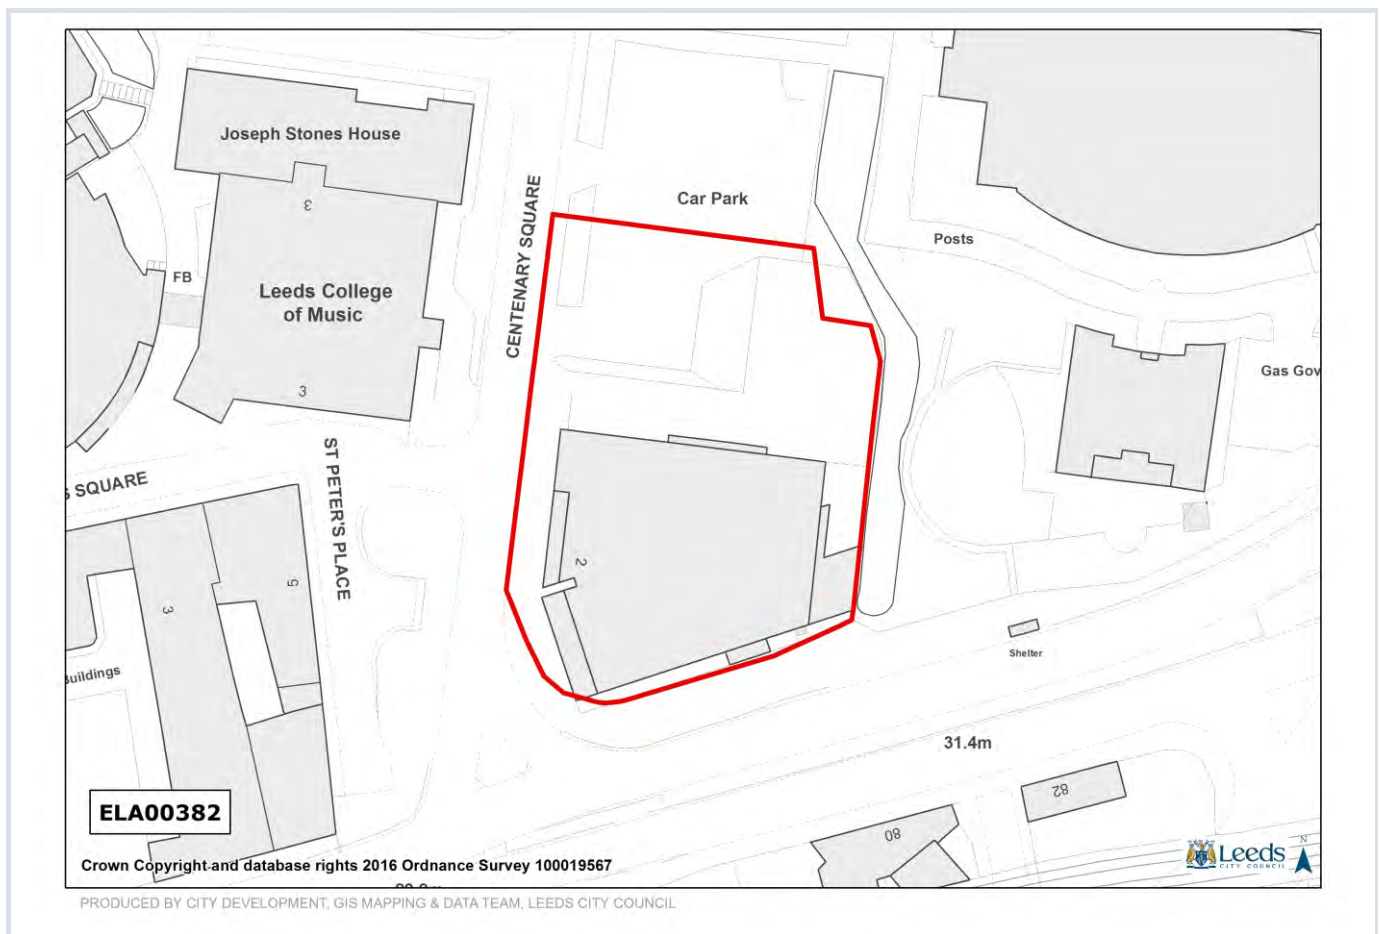 Joseph Stones House
3
CENTENARY SQUARE
Car Park
Posts
FB
Leeds College
of Music
3
Gas Gov
ST PETER'S PLACE
SQUARE
2
5
3
Shelter
Buildings
31.4m
82
80
ELA00382
Crown Copyright and database rights 2016 Ordnance Survey 100019567
Leeds
CITY COUNCIL
N
PRODUCED BY CITY DEVELOPMENT, GIS MAPPING & DATA TEAM, LEEDS CITY COUNCIL